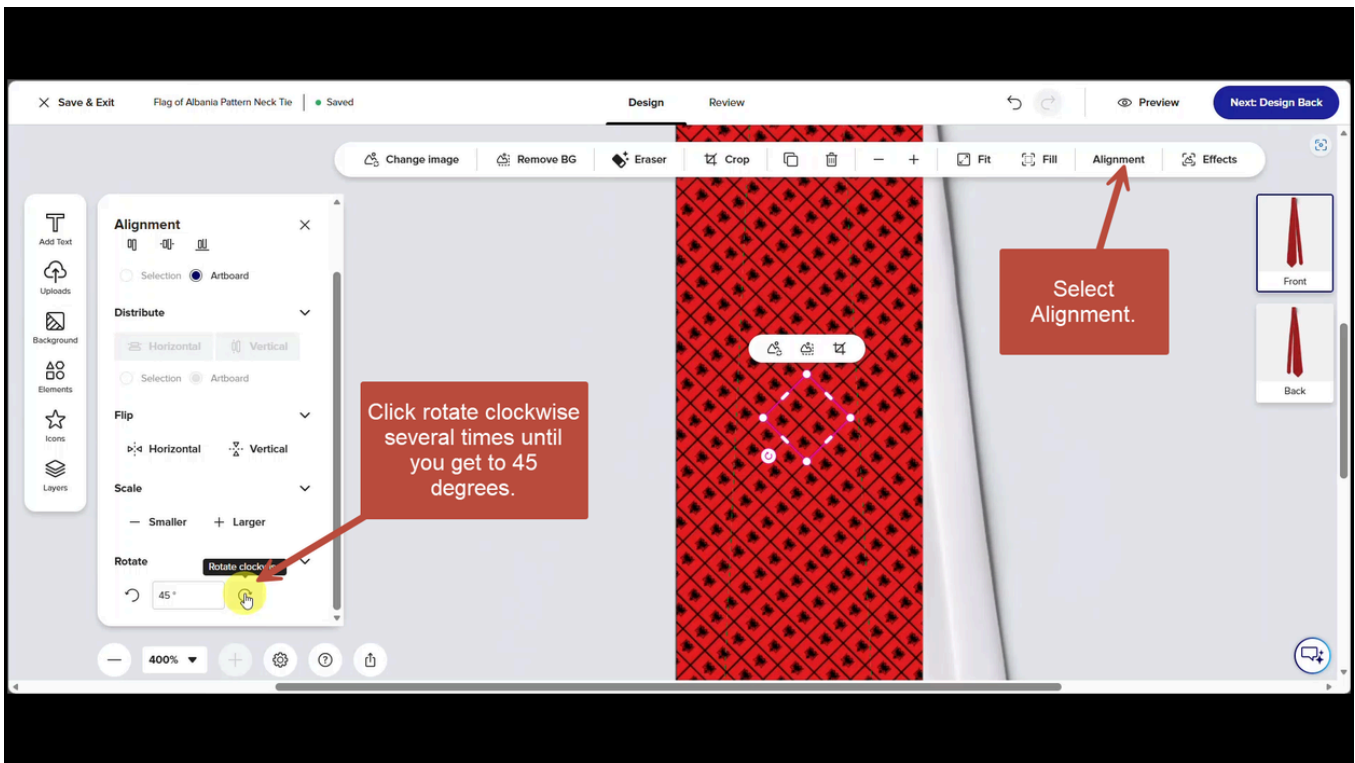 Save & Exit
Flag of Albania Pattern Neck Tie
Saved
Design
Review
Preview
Next: Design Back
Change image
Remove BG
Eraser
Crop
Fit
Fill
Alignment
Effects
Add Text
Uploads
Background
Elements
Icons
Layers
Alignment
Selection
Artboard
Distribute
Horizontal
Vertical
Selection
Artboard
Flip
Horizontal
Vertical
Scale
Smaller
Larger
Rotate
Rotate
45°
400%
Click rotate clockwise
several times until
you get to 45
degrees.
Select
Alignment.
Front
Back